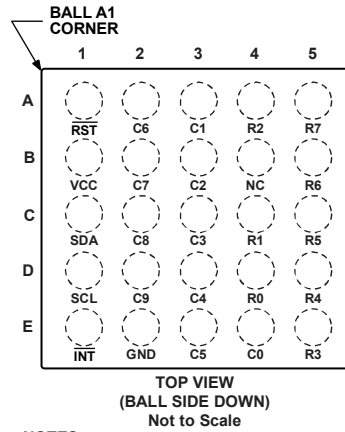 BALL A1
CORNER
1 2 3 4 5
A
R̅S̅T̅ C6 C1 R2 R7
B
VCC C7 C2 NC R6
C
SDA C8 C3 R1 R5
D
SCL C9 C4 R0 R4
E
I̅N̅T̅ GND C5 C0 R3
TOP VIEW
(BALL SIDE DOWN)
Not to Scale